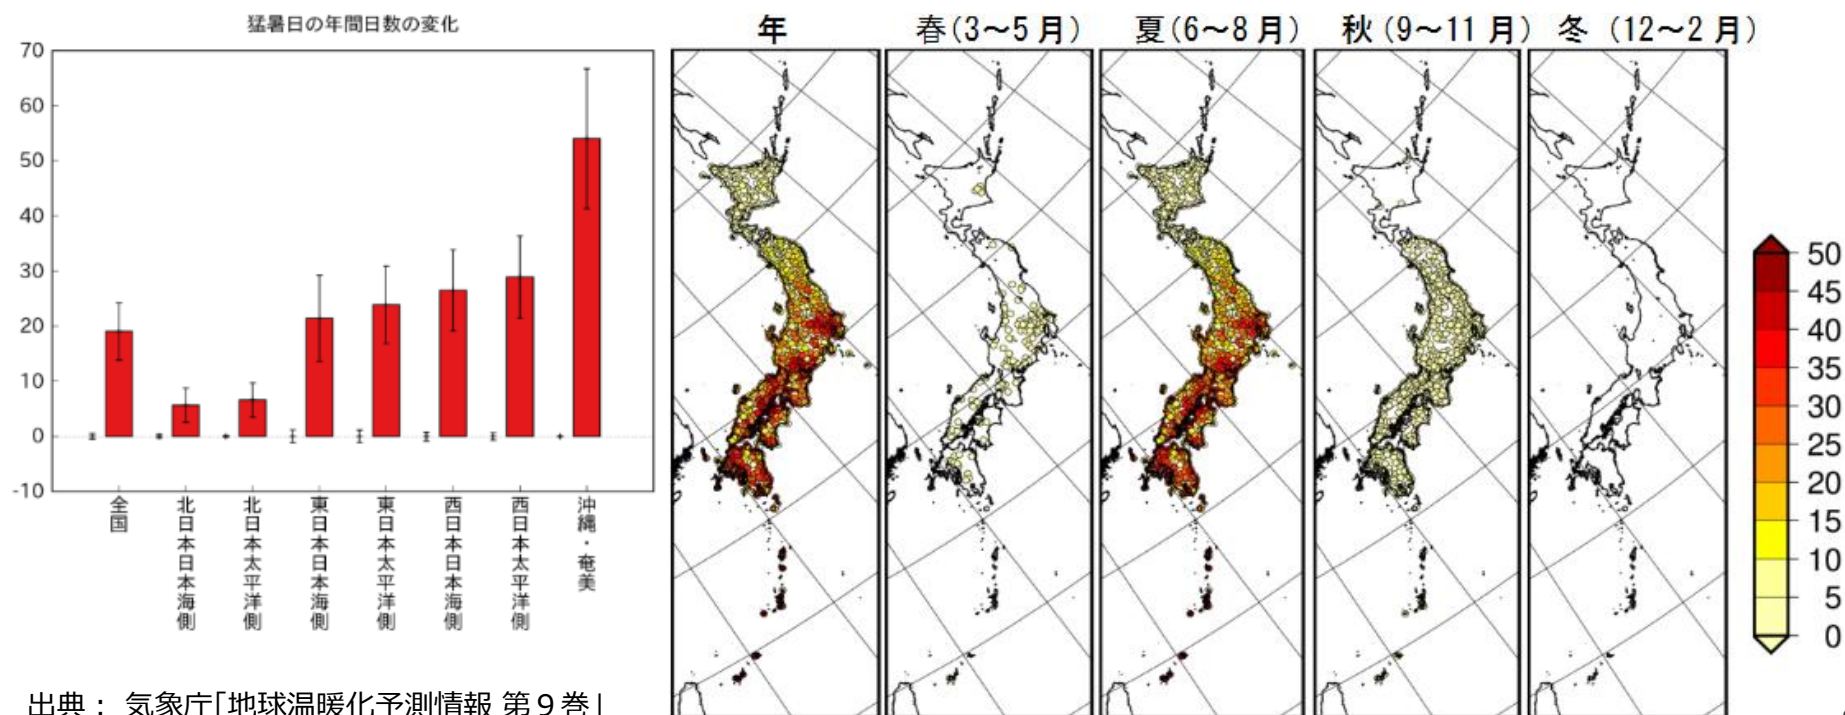 猛暑日の年間日数の変化
70
60
50
40
30
20
10
0
-10
全国
北日本日本海側
北日本太平洋側
東日本日本海側
東日本太平洋側
西日本日本海側
西日本太平洋側
沖縄・奄美
年
春(3～5月)
夏(6～8月)
秋(9～11月)
冬 (12～2月)
50
45
40
35
30
25
20
15
10
5
0
出典： 気象庁「地球温暖化予測情報 第９巻」